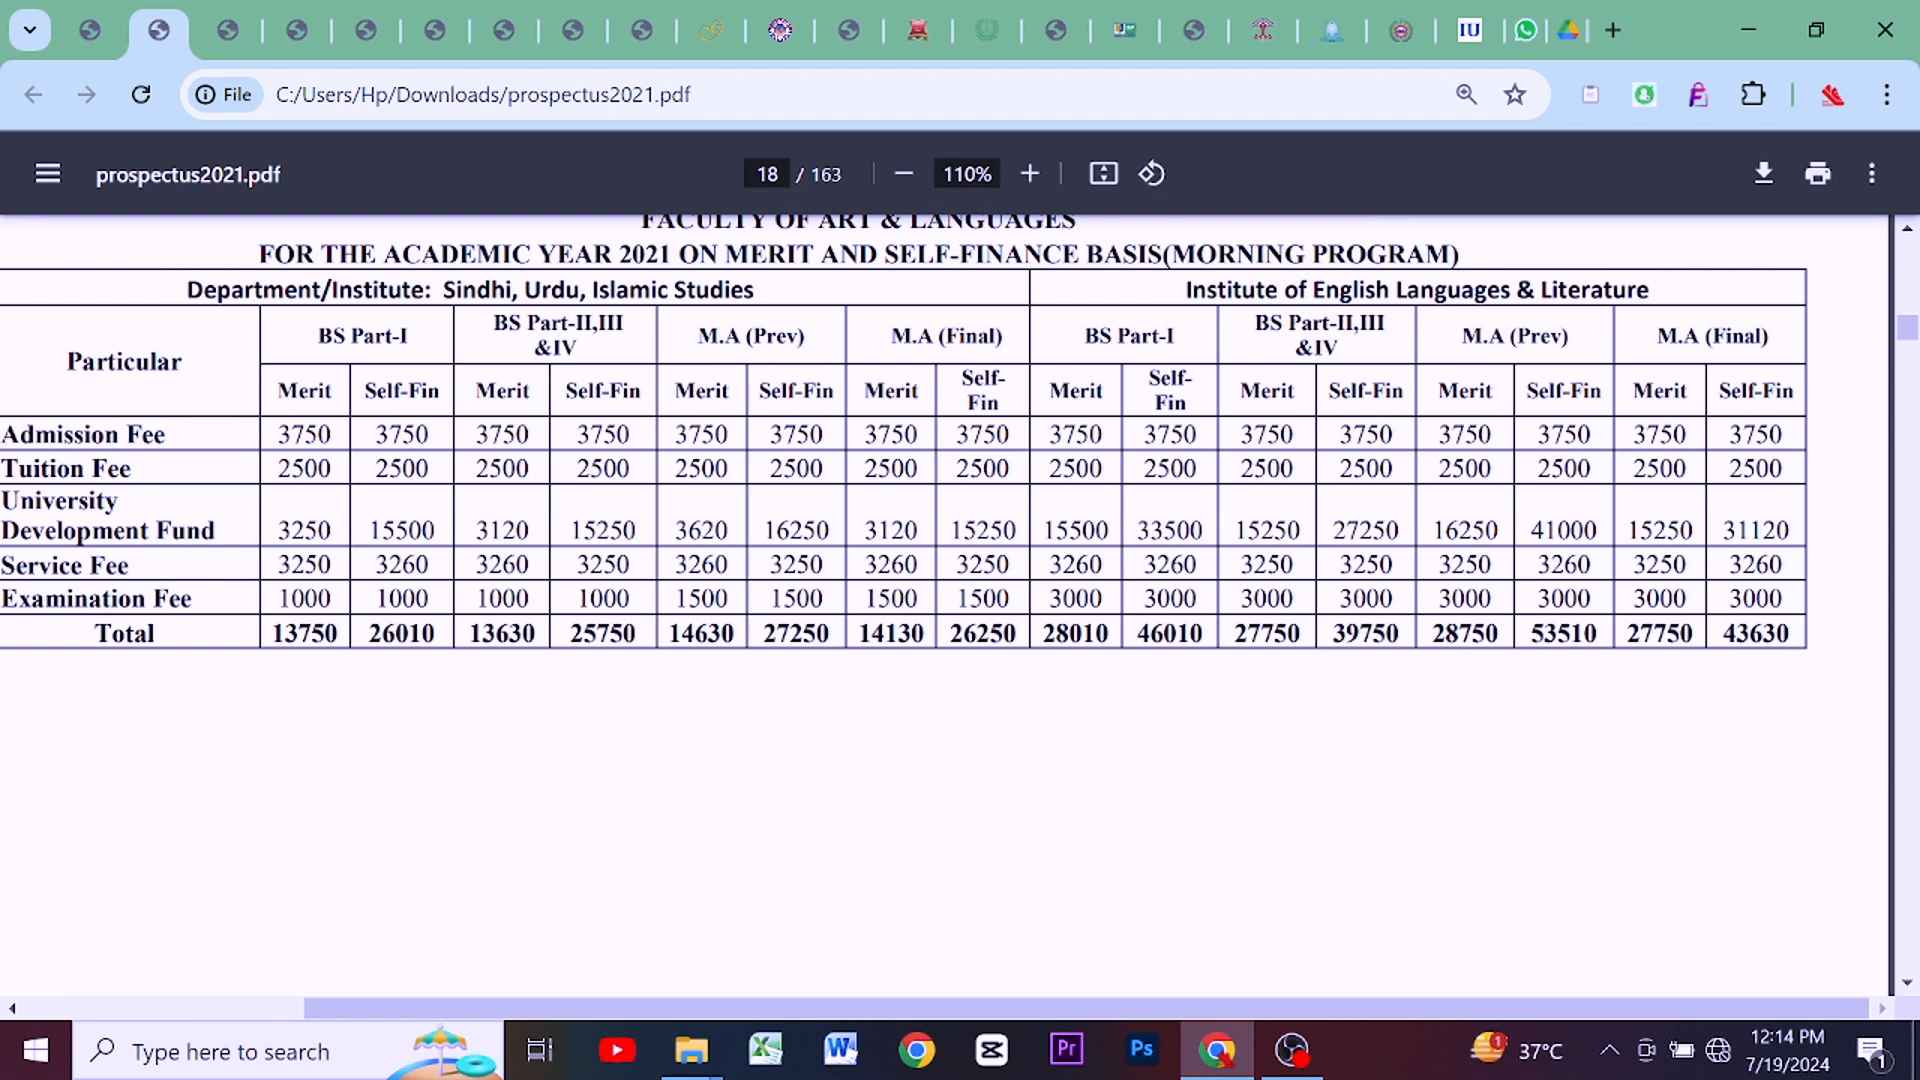 IU
File
C:/Users/Hp/Downloads/prospectus2021.pdf
prospectus2021.pdf
18 / 163
110%
FACULTY OF ART & LANGUAGES
FOR THE ACADEMIC YEAR 2021 ON MERIT AND SELF-FINANCE BASIS(MORNING PROGRAM)
Department/Institute: Sindhi, Urdu, Islamic Studies Institute of English Languages & Literature
Particular BS Part-I BS Part-II,III &IV M.A (Prev) M.A (Final) BS Part-I BS Part-II,III &IV M.A (Prev) M.A (Final)
Merit Self-Fin Merit Self-Fin Merit Self-Fin Merit Self-Fin Merit Self-Fin Merit Self-Fin Merit Self-Fin Merit Self-Fin
Admission Fee 3750 3750 3750 3750 3750 3750 3750 3750 3750 3750 3750 3750 3750 3750 3750 3750
Tuition Fee 2500 2500 2500 2500 2500 2500 2500 2500 2500 2500 2500 2500 2500 2500 2500 2500
University
Development Fund 3250 15500 3120 15250 3620 16250 3120 15250 15500 33500 15250 27250 16250 41000 15250 31120
Service Fee 3250 3260 3260 3250 3260 3250 3260 3250 3260 3260 3250 3250 3250 3260 3250 3260
Examination Fee 1000 1000 1000 1000 1500 1500 1500 1500 3000 3000 3000 3000 3000 3000 3000 3000
Total 13750 26010 13630 25750 14630 27250 14130 26250 28010 46010 27750 39750 28750 53510 27750 43630
Type here to search
Pr
Ps
1
37°C
12:14 PM
7/19/2024
1